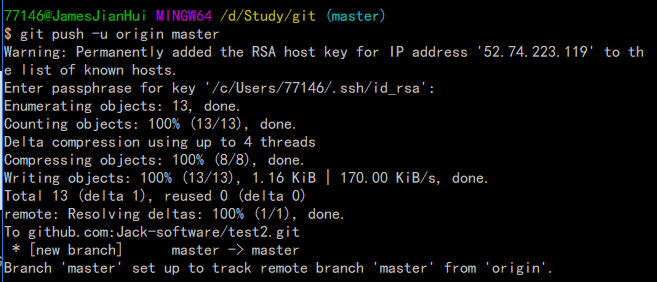 77146@JamesJianHui MINGW64 /d/Study/git (master)
$ git push -u origin master
Warning: Permanently added the RSA host key for IP address '52.74.223.119' to th
e list of known hosts.
Enter passphrase for key '/c/Users/77146/.ssh/id_rsa':
Enumerating objects: 13, done.
Counting objects: 100% (13/13), done.
Delta compression using up to 4 threads
Compressing objects: 100% (8/8), done.
Writing objects: 100% (13/13), 1.16 KiB | 170.00 KiB/s, done.
Total 13 (delta 1), reused 0 (delta 0)
remote: Resolving deltas: 100% (1/1), done.
To github.com:Jack-software/test2.git
 * [new branch]      master -> master
Branch 'master' set up to track remote branch 'master' from 'origin'.